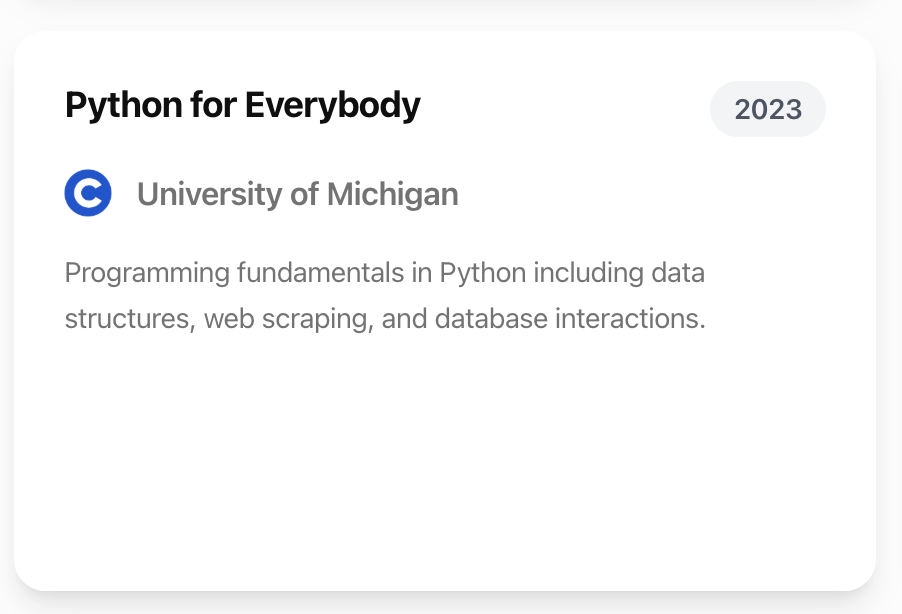 Python for Everybody
2023
University of Michigan
Programming fundamentals in Python including data
structures, web scraping, and database interactions.